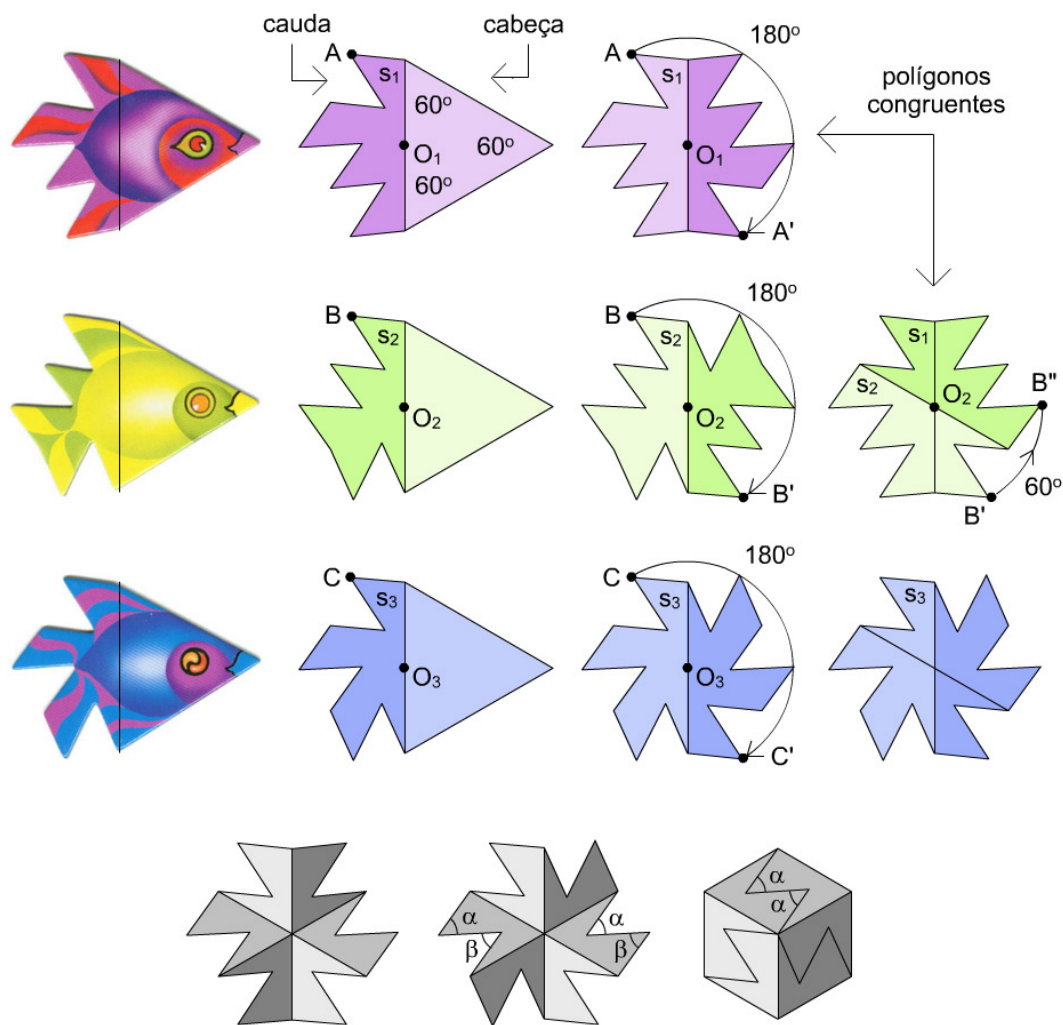 cauda
cabeça
A
s₁
60º
60º
60º
O₁
180º
s₁
O₁
A'
polígonos
congruentes
B
s₂
O₂
B
180º
s₂
O₂
B'
s₁
s₂
O₂
B"
60º
B'
C
s₃
O₃
C
180º
s₃
O₃
C'
s₃
α
β
α
β
α
α